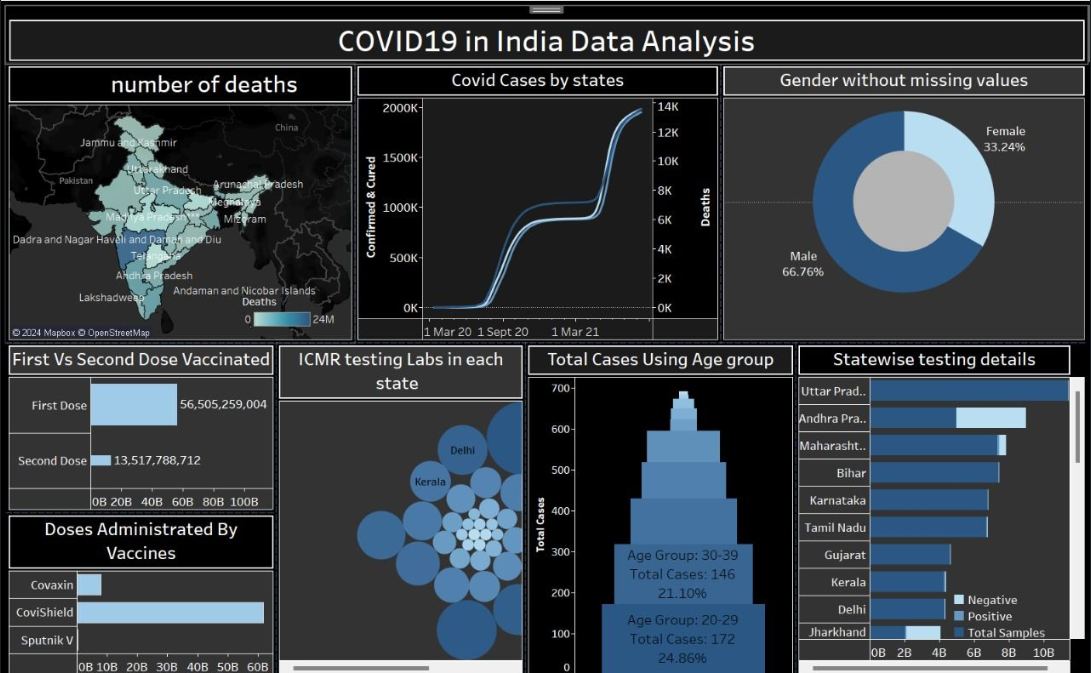 COVID19 in India Data Analysis
number of deaths
China
Jammu and Kashmir
Pakistan
Uttarakhand
Arunachal Pradesh
Uttar Pradesh
Meghalaya
Madhya Pradesh
Mizoram
Dadra and Nagar Haveli and Daman and Diu
Telangana
Andhra Pradesh
Andaman and Nicobar Islands
Lakshadweep
Deaths
0
24M
© 2024 Mapbox © OpenStreetMap
Covid Cases by states
Confirmed & Cured
2000K
1500K
1000K
500K
0K
14K
12K
10K
8K
6K
4K
2K
0K
Deaths
1 Mar 20 1 Sept 20 1 Mar 21
Gender without missing values
Female
33.24%
Male
66.76%
First Vs Second Dose Vaccinated
First Dose
56,505,259,004
Second Dose
13,517,788,712
0B 20B 40B 60B 80B 100B
Doses Administrated By
Vaccines
Covaxin
CoviShield
Sputnik V
0B 10B 20B 30B 40B 50B 60B
ICMR testing Labs in each
state
Delhi
Kerala
Total Cases Using Age group
Total Cases
700
600
500
400
300
200
100
0
Age Group: 30-39
Total Cases: 146
21.10%
Age Group: 20-29
Total Cases: 172
24.86%
Statewise testing details
Uttar Prad..
Andhra Pra..
Maharasht..
Bihar
Karnataka
Tamil Nadu
Gujarat
Kerala
Delhi
Jharkhand
Negative
Positive
Total Samples
0B 2B 4B 6B 8B 10B